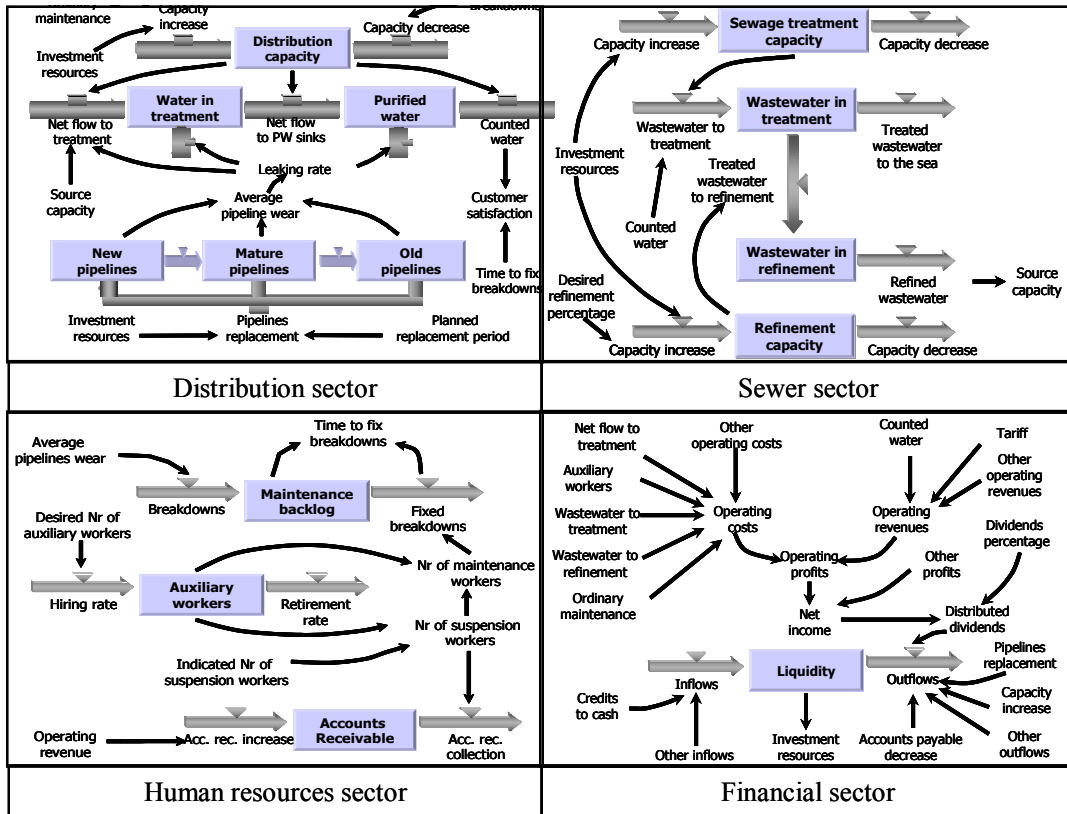 maintenance
Capacity
increase
Capacity decrease
breakdowns
Investment
resources
Distribution
capacity
Water in
treatment
Purified
water
Net flow to
treatment
Net flow
to PW sinks
Counted
water
Leaking rate
Source
capacity
Average
pipeline wear
Customer
satisfaction
New
pipelines
Mature
pipelines
Old
pipelines
Time to fix
breakdowns
Investment
resources
Pipelines
replacement
Planned
replacement period
Distribution sector
Capacity increase
Sewage treatment
capacity
Capacity decrease
Wastewater to
treatment
Wastewater in
treatment
Treated
wastewater
to the sea
Investment
resources
Treated
wastewater
to refinement
Counted
water
Wastewater in
refinement
Refined
wastewater
Source
capacity
Desired
refinement
percentage
Capacity increase
Refinement
capacity
Capacity decrease
Sewer sector
Average
pipelines wear
Time to fix
breakdowns
Breakdowns
Maintenance
backlog
Fixed
breakdowns
Desired Nr of
auxiliary workers
Nr of maintenance
workers
Hiring rate
Auxiliary
workers
Retirement
rate
Nr of suspension
workers
Indicated Nr of
suspension workers
Operating
revenue
Acc. rec. increase
Accounts
Receivable
Acc. rec.
collection
Human resources sector
Net flow to
treatment
Other
operating costs
Counted
water
Tariff
Auxiliary
workers
Other
operating
revenues
Wastewater to
treatment
Operating
costs
Operating
revenues
Dividends
percentage
Wastewater to
refinement
Operating
profits
Other
profits
Ordinary
maintenance
Net
income
Distributed
dividends
Pipelines
replacement
Inflows
Liquidity
Outflows
Credits
to cash
Capacity
increase
Other inflows
Investment
resources
Accounts payable
decrease
Other
outflows
Financial sector